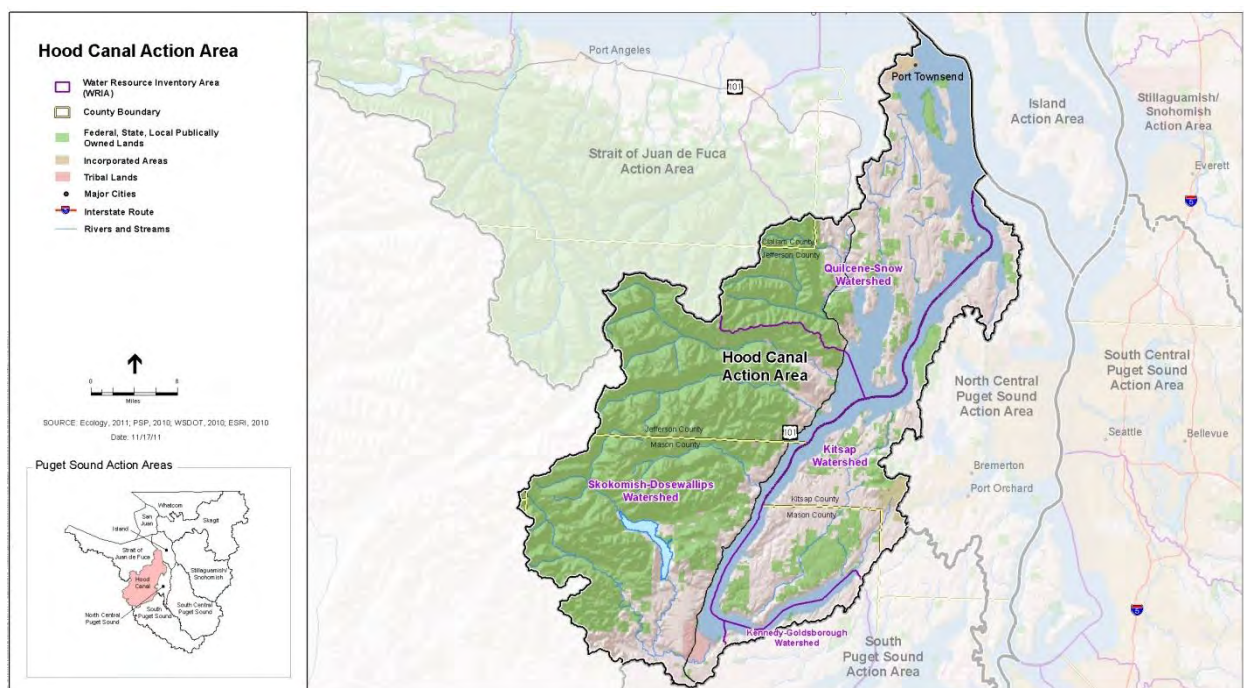 Hood Canal Action Area
Water Resource Inventory Area
(WRIA)
County Boundary
Federal, State, Local Publically
Owned Lands
Incorporated Areas
Tribal Lands
Major Cities
5
Interstate Route
Rivers and Streams
0
8
Miles
SOURCE: Ecology, 2011; PSP, 2010; WSDOT, 2010; ESRI, 2010
Date: 11/17/11
Puget Sound Action Areas
Whatcom
San
Juan
Skagit
Island
Strait of
Juan de Fuca
Hood
Canal
Stillaguamish/
Snohomish
North Central
Puget Sound
South
Puget Sound
South Central
Puget Sound
Port Angeles
101
Port Townsend
Island
Action Area
Stillaguamish/
Snohomish
Action Area
Everett
5
Strait of Juan de Fuca
Action Area
Clallam County
Jefferson County
Quilcene-Snow
Watershed
Hood Canal
Action Area
North Central
Puget Sound
Action Area
South Central
Puget Sound
Action Area
Seattle
Bellevue
Jefferson County
Mason County
101
Kitsap
Watershed
Bremerton
Port Orchard
Skokomish-Dosewallips
Watershed
Kitsap County
Mason County
5
Kennedy-Goldsborough
Watershed
South
Puget Sound
Action Area